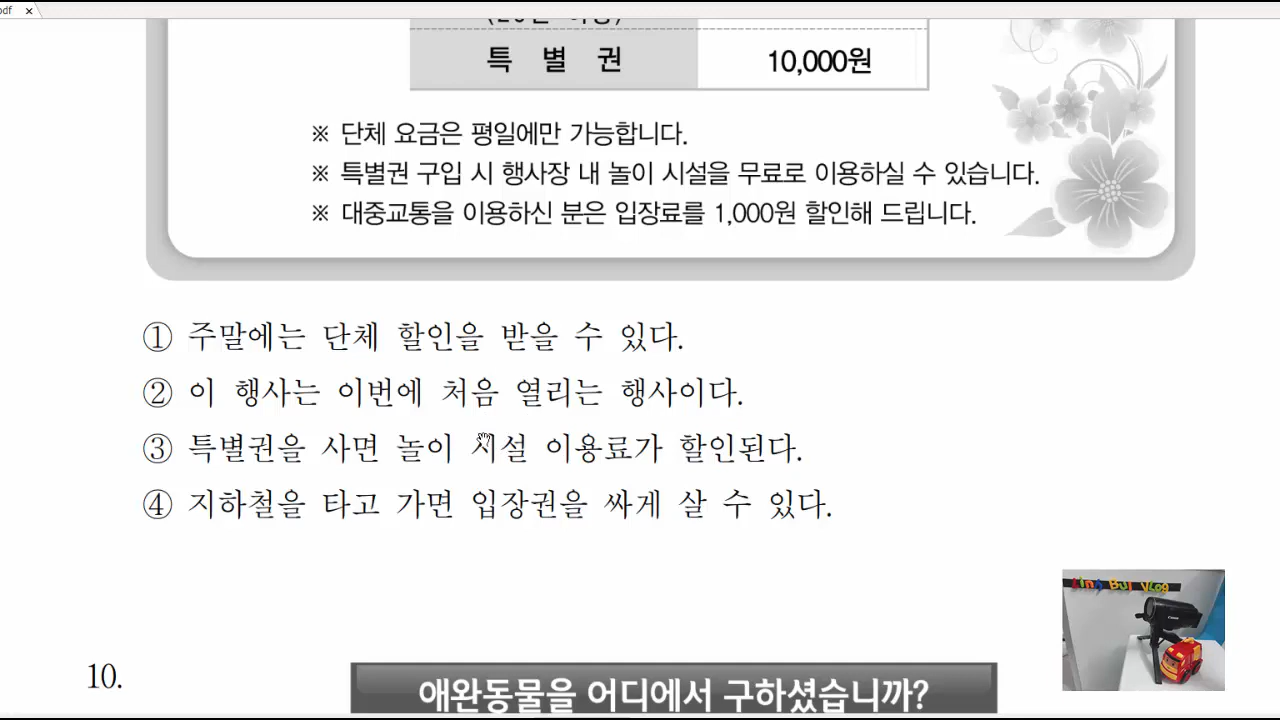 pdf ×
특 별 권 10,000원
※ 단체 요금은 평일에만 가능합니다.
※ 특별권 구입 시 행사장 내 놀이 시설을 무료로 이용하실 수 있습니다.
※ 대중교통을 이용하신 분은 입장료를 1,000원 할인해 드립니다.
① 주말에는 단체 할인을 받을 수 있다.
② 이 행사는 이번에 처음 열리는 행사이다.
③ 특별권을 사면 놀이 시설 이용료가 할인된다.
④ 지하철을 타고 가면 입장권을 싸게 살 수 있다.
Linh Bui Vlog
Canon
10.
애완동물을 어디에서 구하셨습니까?